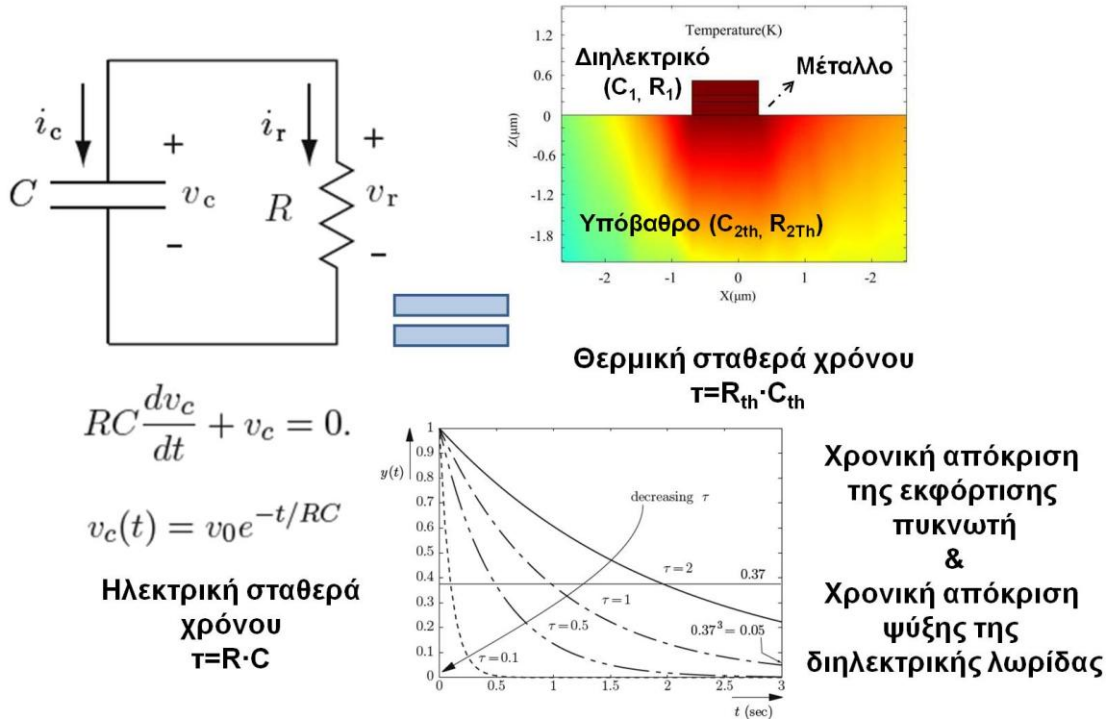 i_c
+
v_c
−
C
i_r
+
v_r
−
R
Temperature(K)
Διηλεκτρικό
(C₁, R₁)
Μέταλλο
Υπόβαθρο (C₂th, R₂Th)
Z(μm)
1.2
0.6
0
-0.6
-1.2
-1.8
-2
-1
0
-1
-2
X(μm)
Θερμική σταθερά χρόνου
τ=R_th·C_th
RC dv_c/dt + v_c = 0.
v_c(t) = v₀e^{-t/RC}
Ηλεκτρική σταθερά
χρόνου
τ=R·C
1
0.9
0.8
0.7
0.6
0.5
0.4
0.3
0.2
0.1
0
y(t)
decreasing τ
τ = 2
0.37
τ = 1
τ = 0.5
0.37³ = 0.05
τ = 0.1
0
0.5
1
1.5
2
2.5
3
t (sec)
Χρονική απόκριση
της εκφόρτισης
πυκνωτή
&
Χρονική απόκριση
ψύξης της
διηλεκτρικής λωρίδας